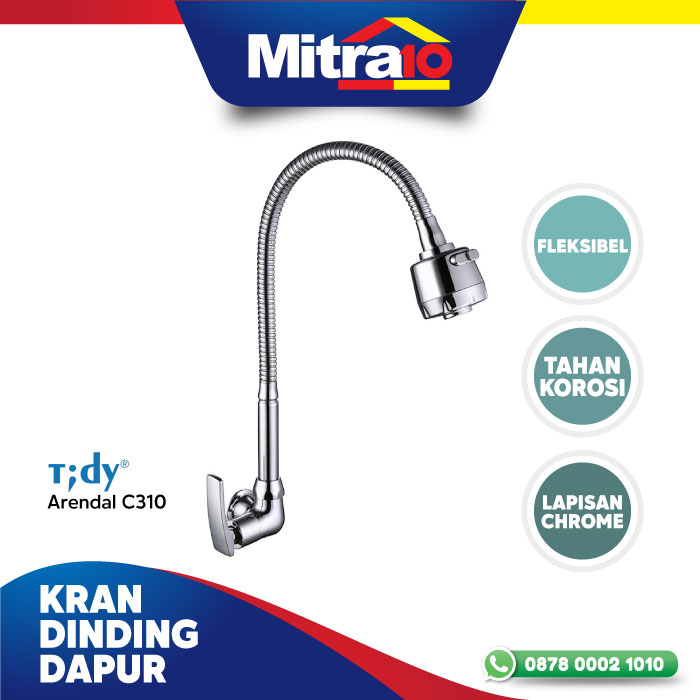 Mitra10
FLEKSIBEL
TAHAN
KOROSI
Tidy®
Arendal C310
LAPISAN
CHROME
KRAN
DINDING
DAPUR
0878 0002 1010